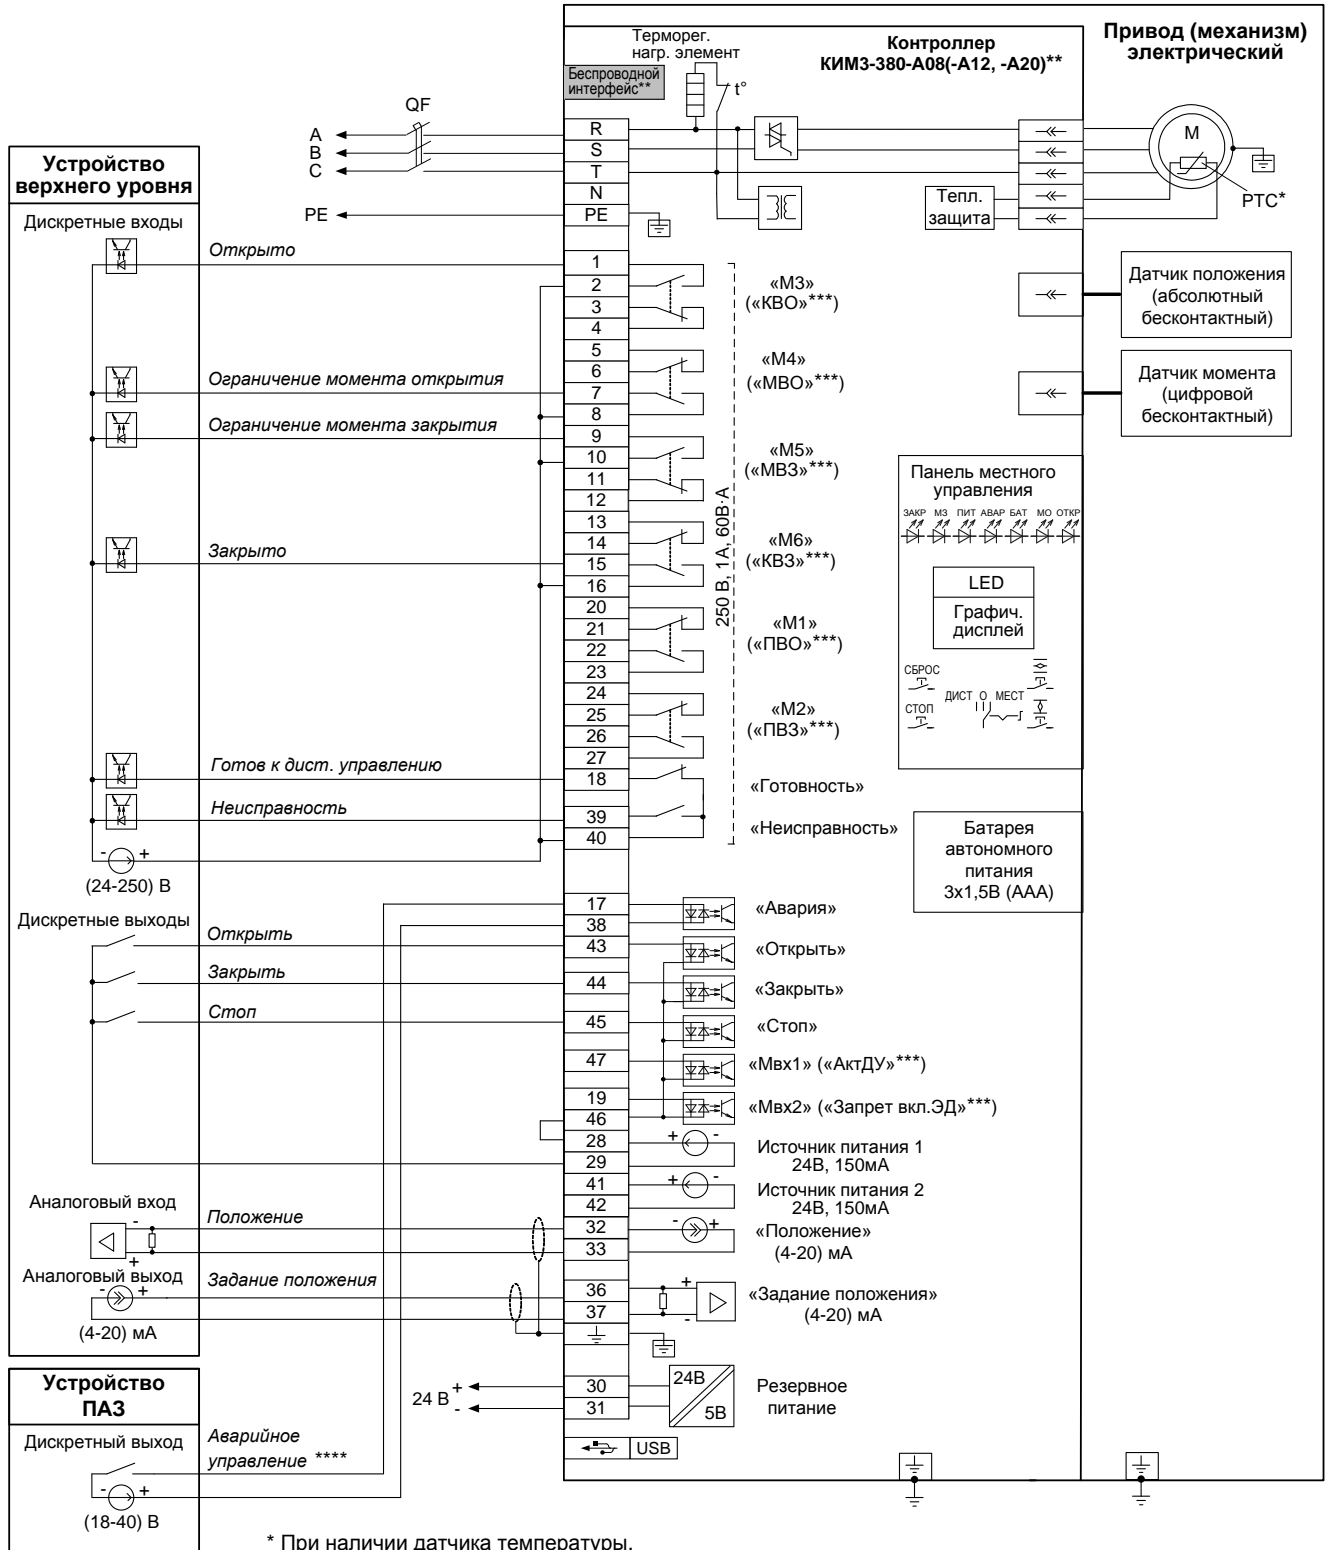 Привод (механизм)
электрический
Контроллер
КИМ3-380-А08(-А12, -А20)**
Терморег.
нагр. элемент
Беспроводной
интерфейс**
t°
QF
A
B
C
PE
R
S
T
N
PE
M
PTC*
Тепл.
защита
Устройство
верхнего уровня
Дискретные входы
Открыто
Ограничение момента открытия
Ограничение момента закрытия
Закрыто
Готов к дист. управлению
Неисправность
- +
(24-250) В
Дискретные выходы
Открыть
Закрыть
Стоп
Аналоговый вход
Положение
-
+
Аналоговый выход
Задание положения
- +
(4-20) мА
Устройство
ПАЗ
Дискретный выход
Аварийное
управление ****
- +
(18-40) В
1
2
3
4
5
6
7
8
9
10
11
12
13
14
15
16
20
21
22
23
24
25
26
27
18
39
40
17
38
43
44
45
47
19
46
28
29
41
42
32
33
36
37
30
31
24 В + -
USB
«М3»
(«КВО»***)
«М4»
(«МВО»***)
«М5»
(«МВЗ»***)
«М6»
(«КВЗ»***)
«М1»
(«ПВО»***)
«М2»
(«ПВЗ»***)
250 В, 1А, 60В·А
«Готовность»
«Неисправность»
«Авария»
«Открыть»
«Закрыть»
«Стоп»
«Мвх1» («АктДУ»***)
«Мвх2» («Запрет вкл.ЭД»***)
+ -
Источник питания 1
24В, 150мА
+ -
Источник питания 2
24В, 150мА
- +
«Положение»
(4-20) мА
+
-
«Задание положения»
(4-20) мА
24В
5В
Резервное
питание
Датчик положения
(абсолютный
бесконтактный)
Датчик момента
(цифровой
бесконтактный)
Панель местного
управления
ЗАКР МЗ ПИТ АВАР БАТ МО ОТКР
LED
Графич.
дисплей
СБРОС
СТОП
ДИСТ О МЕСТ
Батарея
автономного
питания
3х1,5В (ААА)
* При наличии датчика температуры.